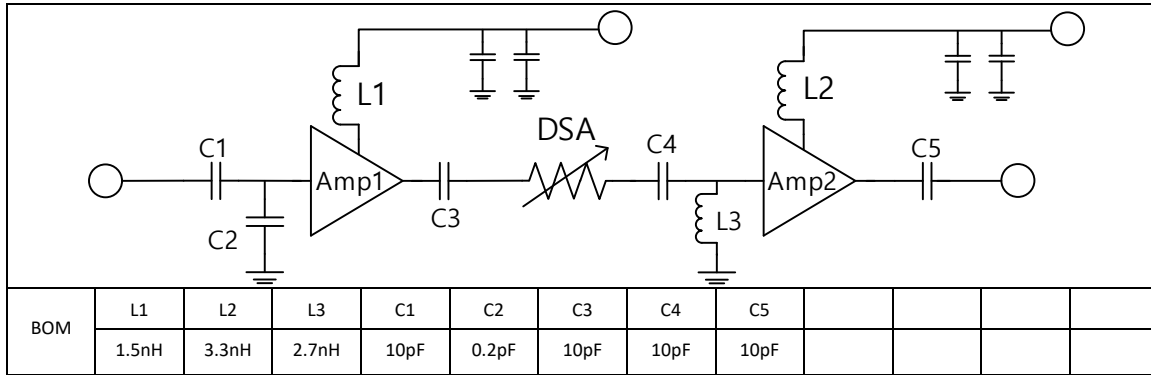 L1
L2
DSA
C1
C4
C5
Amp1
Amp2
C3
L3
C2
BOM L1 L2 L3 C1 C2 C3 C4 C5
1.5nH 3.3nH 2.7nH 10pF 0.2pF 10pF 10pF 10pF